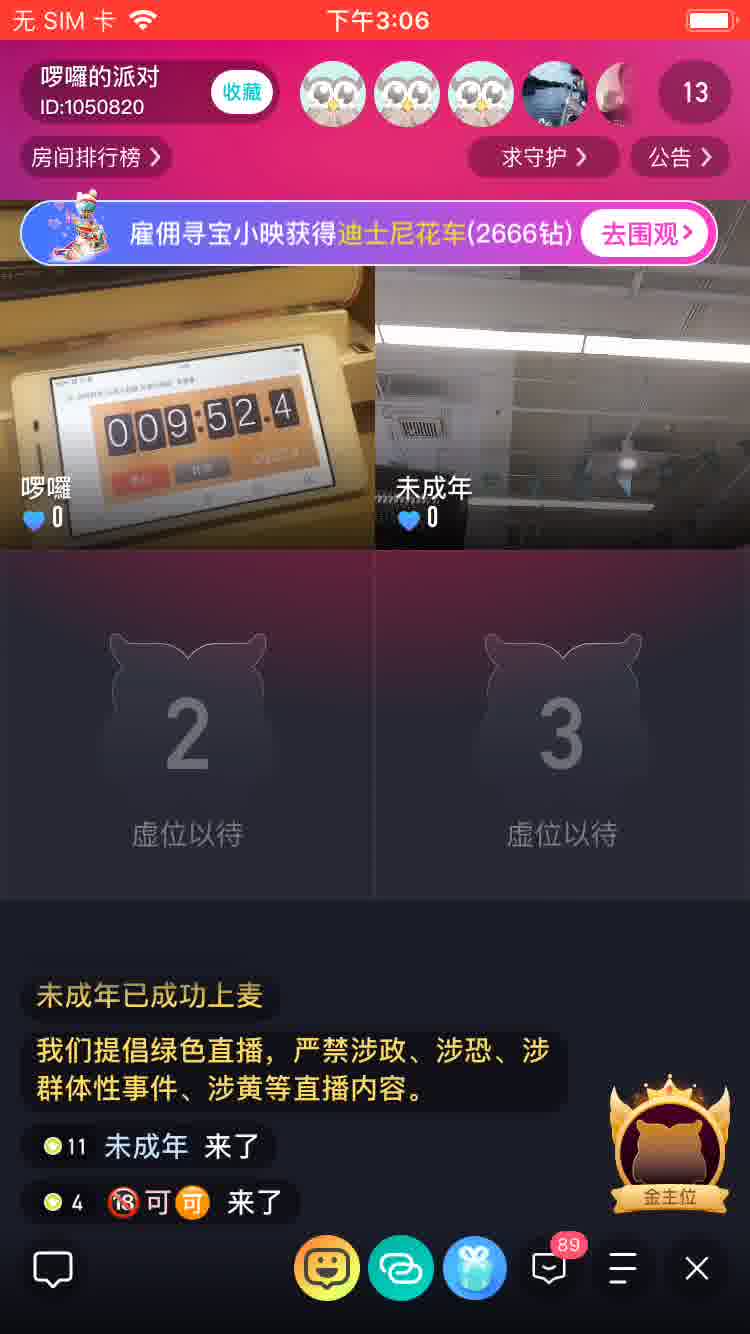 无 SIM 卡
下午3:06
啰囉的派对
ID:1050820
收藏
13
房间排行榜
求守护
公告
雇佣寻宝小映获得迪士尼花车(2666钻)
去围观
009:52.4
啰囉
0
未成年
0
2
虚位以待
3
虚位以待
未成年已成功上麦
我们提倡绿色直播，严禁涉政、涉恐、涉
群体性事件、涉黄等直播内容。
11 未成年 来了
4 🔞可可 来了
金主位
89